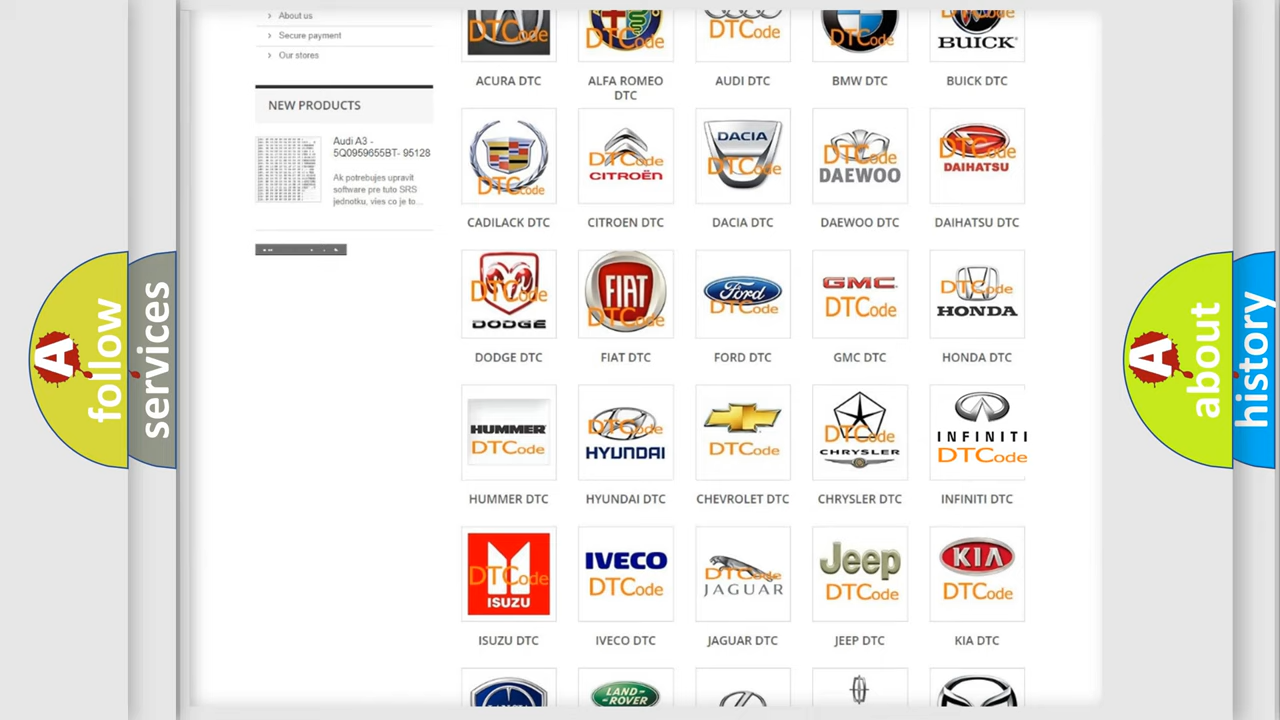 About us
Secure payment
Our stores
NEW PRODUCTS
Audi A3 -
5Q0959655BT- 95128
Ak potrebujes upravit
software pre tuto SRS
jednotku, vies co je to...
DTCode
DTCode
DTCode
DTCode
BUICK
ACURA DTC
ALFA ROMEO
DTC
AUDI DTC
BMW DTC
BUICK DTC
DTCode
DTCode
CITROËN
DACIA
DTCode
DTCode
DAEWOO
DTCode
DAIHATSU
CADILACK DTC
CITROEN DTC
DACIA DTC
DAEWOO DTC
DAIHATSU DTC
DTCode
DODGE
FIAT
DTCode
Ford
DTCode
GMC
DTCode
DTCode
HONDA
DODGE DTC
FIAT DTC
FORD DTC
GMC DTC
HONDA DTC
HUMMER
DTCode
DTCode
HYUNDAI
DTCode
DTCode
CHRYSLER
INFINITI
DTCode
HUMMER DTC
HYUNDAI DTC
CHEVROLET DTC
CHRYSLER DTC
INFINITI DTC
DTCode
ISUZU
IVECO
DTCode
DTCode
JAGUAR
Jeep
DTCode
KIA
DTCode
ISUZU DTC
IVECO DTC
JAGUAR DTC
JEEP DTC
KIA DTC
LAND-
ROVER
A
follow
services
A
about
history